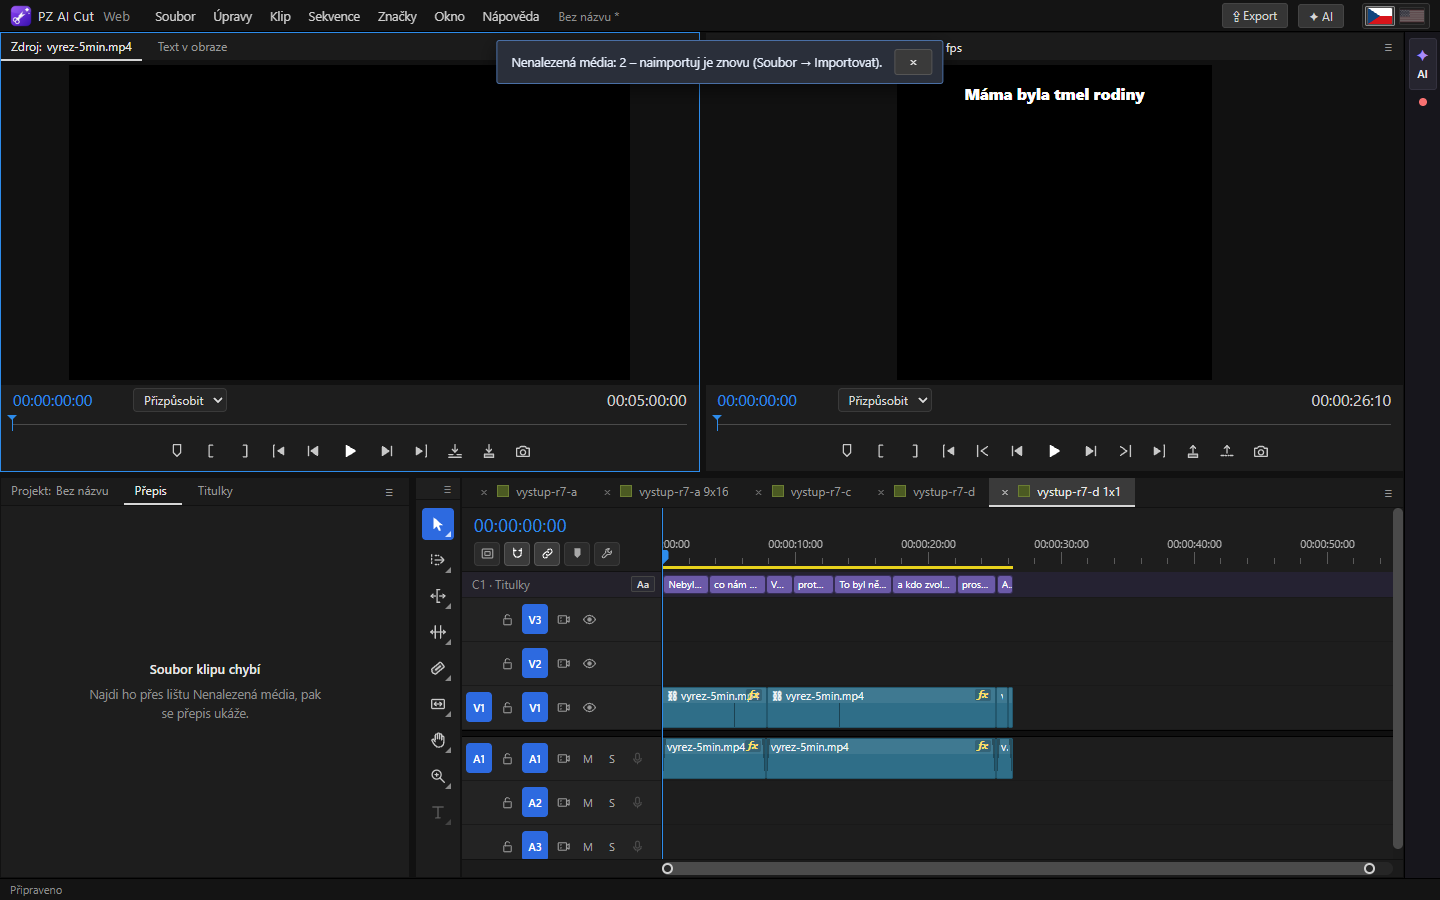 PZ AI Cut Web Soubor Úpravy Klip Sekvence Značky Okno Nápověda Bez názvu * Export AI
Zdroj: vyrez-5min.mp4 Text v obraze
fps
Nenalezená média: 2 – naimportuj je znovu (Soubor → Importovat). ×
AI
Máma byla tmel rodiny
00:00:00:00 Přizpůsobit 00:05:00:00
00:00:00:00 Přizpůsobit 00:00:26:10
Projekt: Bez názvu Přepis Titulky
× vystup-r7-a × vystup-r7-a 9x16 × vystup-r7-c × vystup-r7-d × vystup-r7-d 1x1
00:00:00:00
:00:00 00:00:10:00 00:00:20:00 00:00:30:00 00:00:40:00 00:00:50:00
C1 · Titulky Aa Nebyl... co nám ... V... prot... To byl ně... a kdo zvol... pros... A.
V3
V2
V1 V1 vyrez-5min.mp4 fx vyrez-5min.mp4 fx
A1 A1 M S vyrez-5min.mp4 fx vyrez-5min.mp4 fx v.
A2 M S
A3 M S
Soubor klipu chybí
Najdi ho přes lištu Nenalezená média, pak
se přepis ukáže.
Připraveno